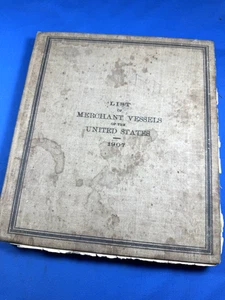 LIST
OF
MERCHANT VESSELS
OF THE
UNITED STATES
1907